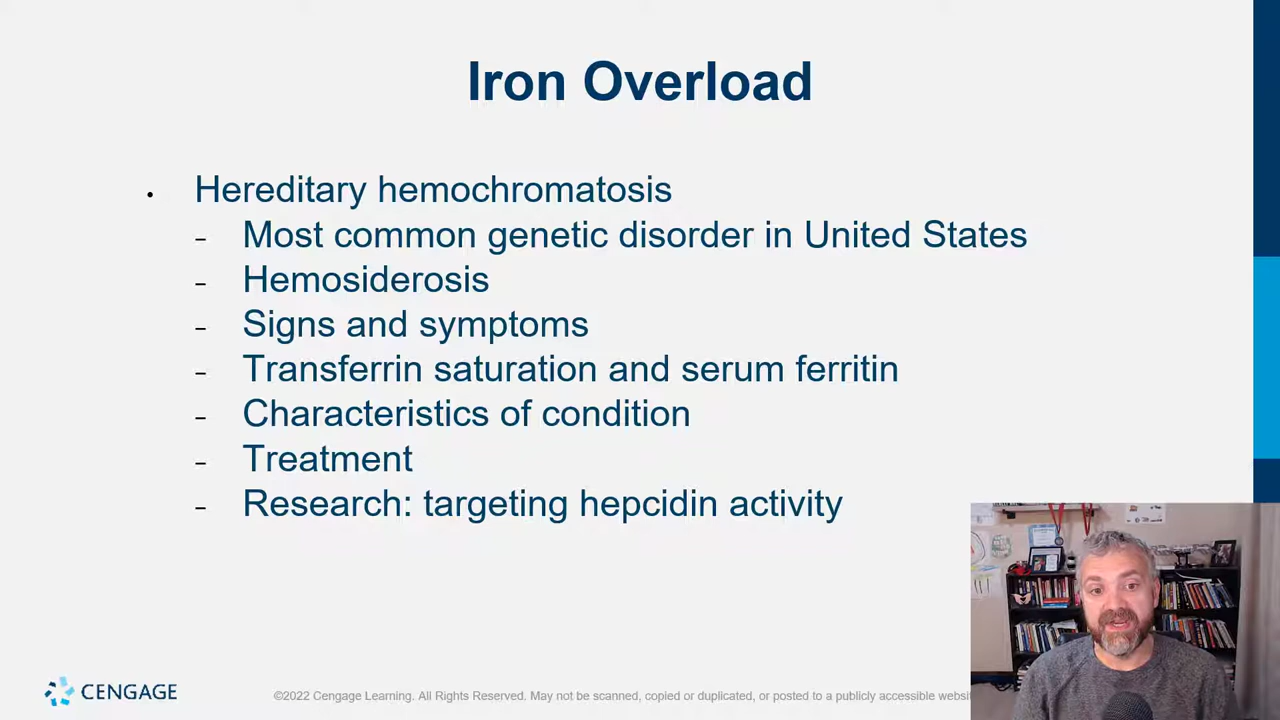 Iron Overload
• Hereditary hemochromatosis
– Most common genetic disorder in United States
– Hemosiderosis
– Signs and symptoms
– Transferrin saturation and serum ferritin
– Characteristics of condition
– Treatment
– Research: targeting hepcidin activity
CENGAGE
©2022 Cengage Learning. All Rights Reserved. May not be scanned, copied or duplicated, or posted to a publicly accessible